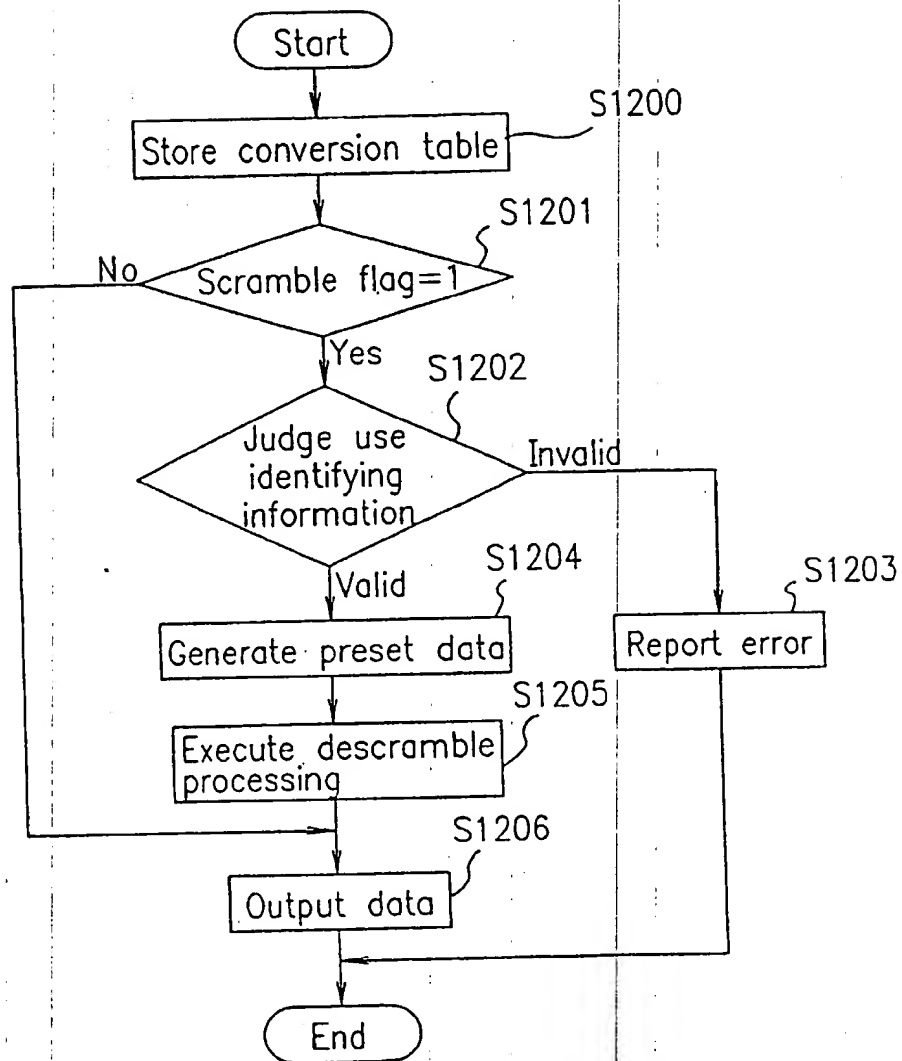 Start
S1200
Store conversion table
S1201
No
Scramble flag=1
Yes
S1202
Judge use
identifying
information
Invalid
Valid
S1204
S1203
Generate preset data
Report error
S1205
Execute descramble
processing
S1206
Output data
End